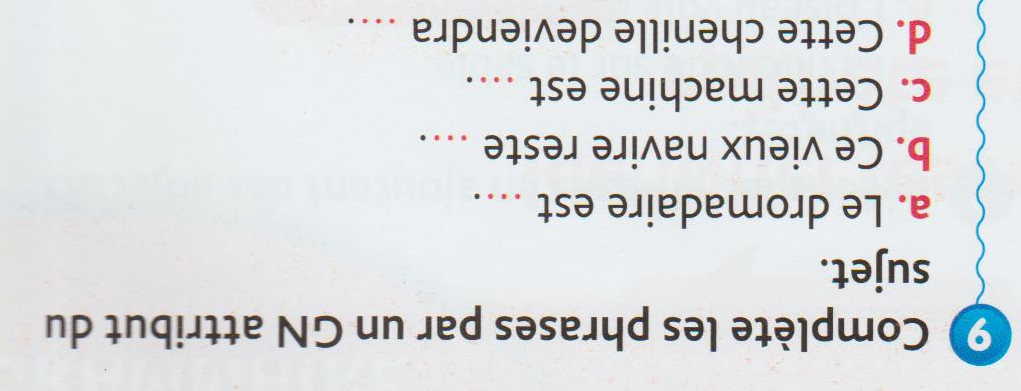 9 Complète les phrases par un GN attribut du
sujet.
a. Le dromadaire est ....
b. Ce vieux navire reste ....
c. Cette machine est ....
d. Cette chenille deviendra ....